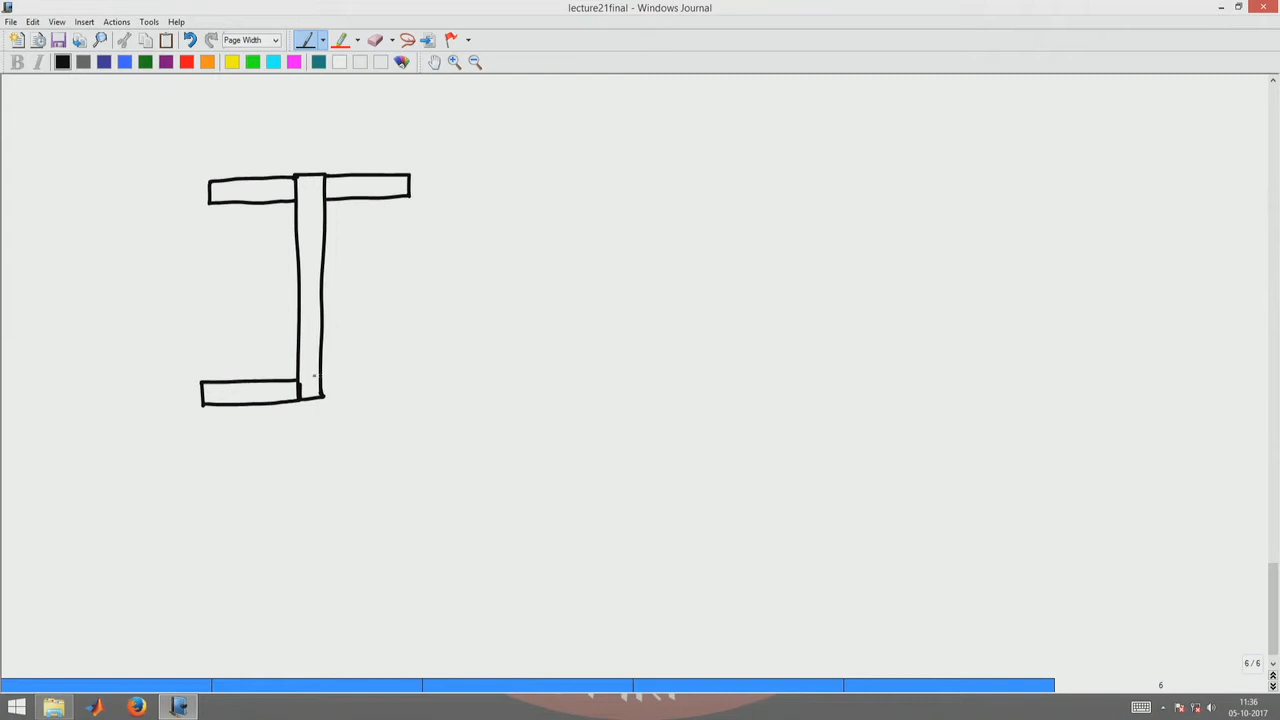 lecture21final - Windows Journal
File Edit View Insert Actions Tools Help
Page Width
B I
6 / 6
6
11:36
05-10-2017